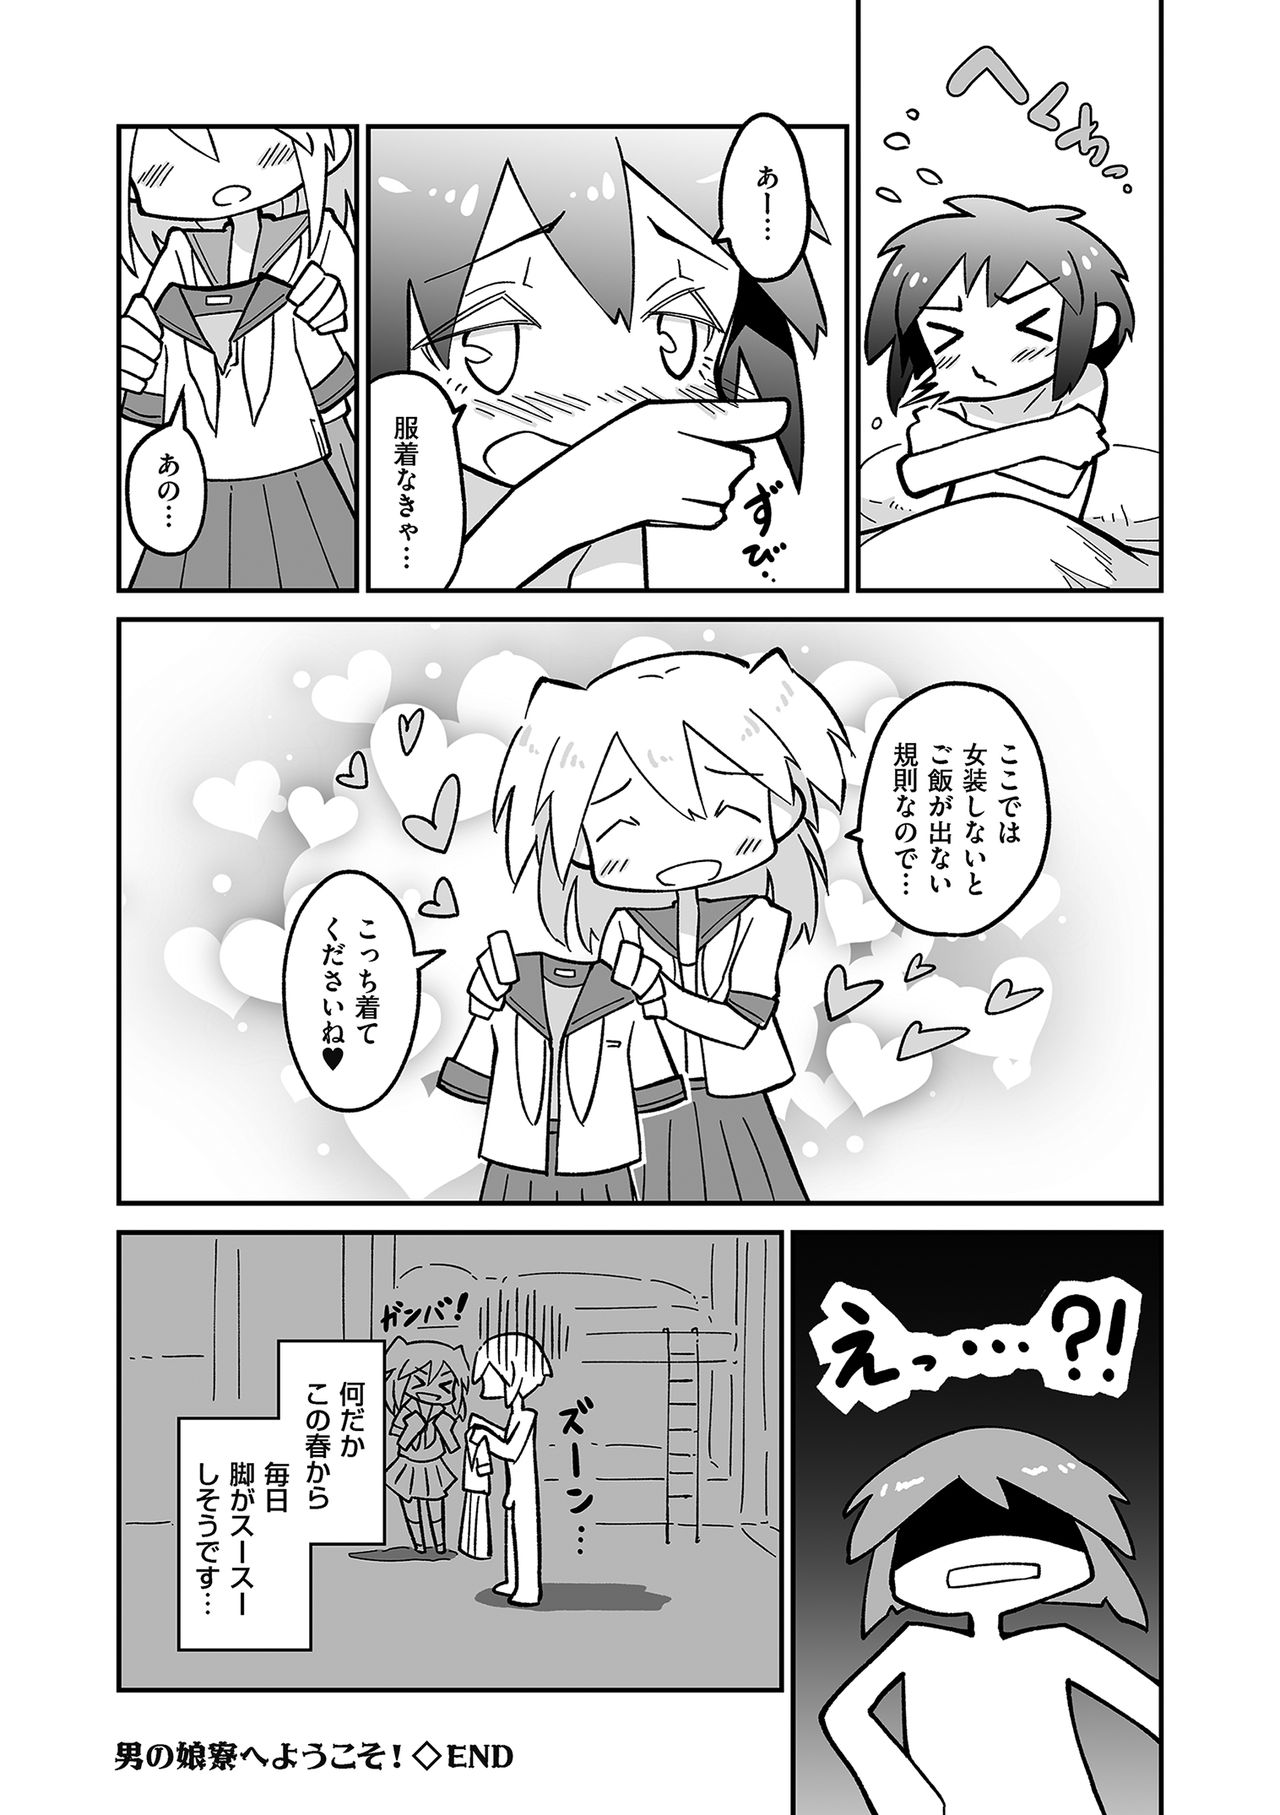 へくちっ
あー…
ずび…
服着なきゃ…
あの…
ここでは
女装しないと
ご飯が出ない
規則なので…
こっち着て
くださいね♥
えっ…?!
ガンバ!
ズーーン…
何だか
この春から
毎日
脚がスースー
しそうです…
男の娘寮へようこそ!◇END